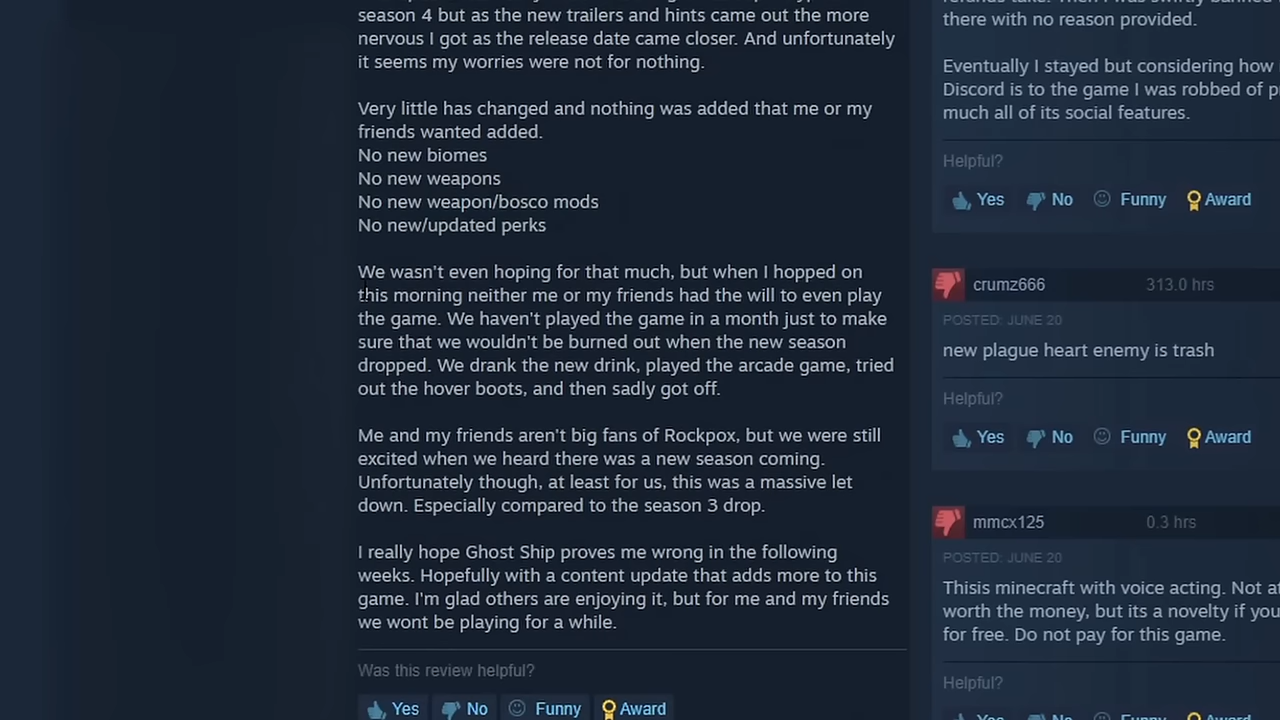 season 4 but as the new trailers and hints came out the more
nervous I got as the release date came closer. And unfortunately
it seems my worries were not for nothing.
Very little has changed and nothing was added that me or my
friends wanted added.
No new biomes
No new weapons
No new weapon/bosco mods
No new/updated perks
We wasn't even hoping for that much, but when I hopped on
this morning neither me or my friends had the will to even play
the game. We haven't played the game in a month just to make
sure that we wouldn't be burned out when the new season
dropped. We drank the new drink, played the arcade game, tried
out the hover boots, and then sadly got off.
Me and my friends aren't big fans of Rockpox, but we were still
excited when we heard there was a new season coming.
Unfortunately though, at least for us, this was a massive let
down. Especially compared to the season 3 drop.
I really hope Ghost Ship proves me wrong in the following
weeks. Hopefully with a content update that adds more to this
game. I'm glad others are enjoying it, but for me and my friends
we wont be playing for a while.
Was this review helpful?
Yes No Funny Award
there with no reason provided.
Eventually I stayed but considering how
Discord is to the game I was robbed of
much all of its social features.
Helpful?
Yes No Funny Award
crumz666 313.0 hrs
POSTED: JUNE 20
new plague heart enemy is trash
Helpful?
Yes No Funny Award
mmcx125 0.3 hrs
POSTED: JUNE 20
Thisis minecraft with voice acting. Not
worth the money, but its a novelty if you
for free. Do not pay for this game.
Helpful?
Yes No Funny Award